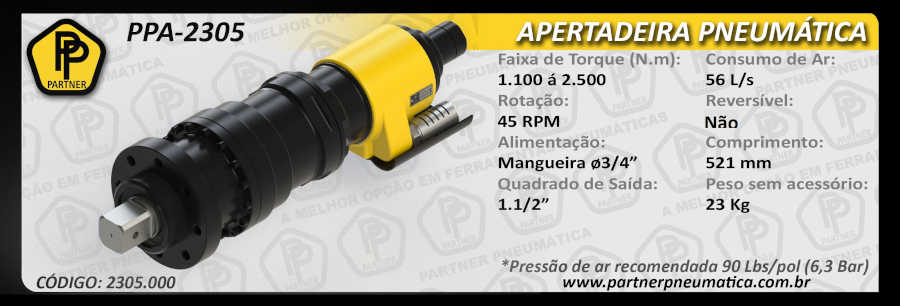 PPA-2305
PARTNER
APERTADEIRA PNEUMÁTICA
Faixa de Torque (N.m):
1.100 á 2.500
Rotação:
45 RPM
Alimentação:
Mangueira ø3/4”
Quadrado de Saída:
1.1/2”
Consumo de Ar:
56 L/s
Reversível:
Não
Comprimento:
521 mm
Peso sem acessório:
23 Kg
CÓDIGO: 2305.000
*Pressão de ar recomendada 90 Lbs/pol (6,3 Bar)
www.partnerpneumatica.com.br